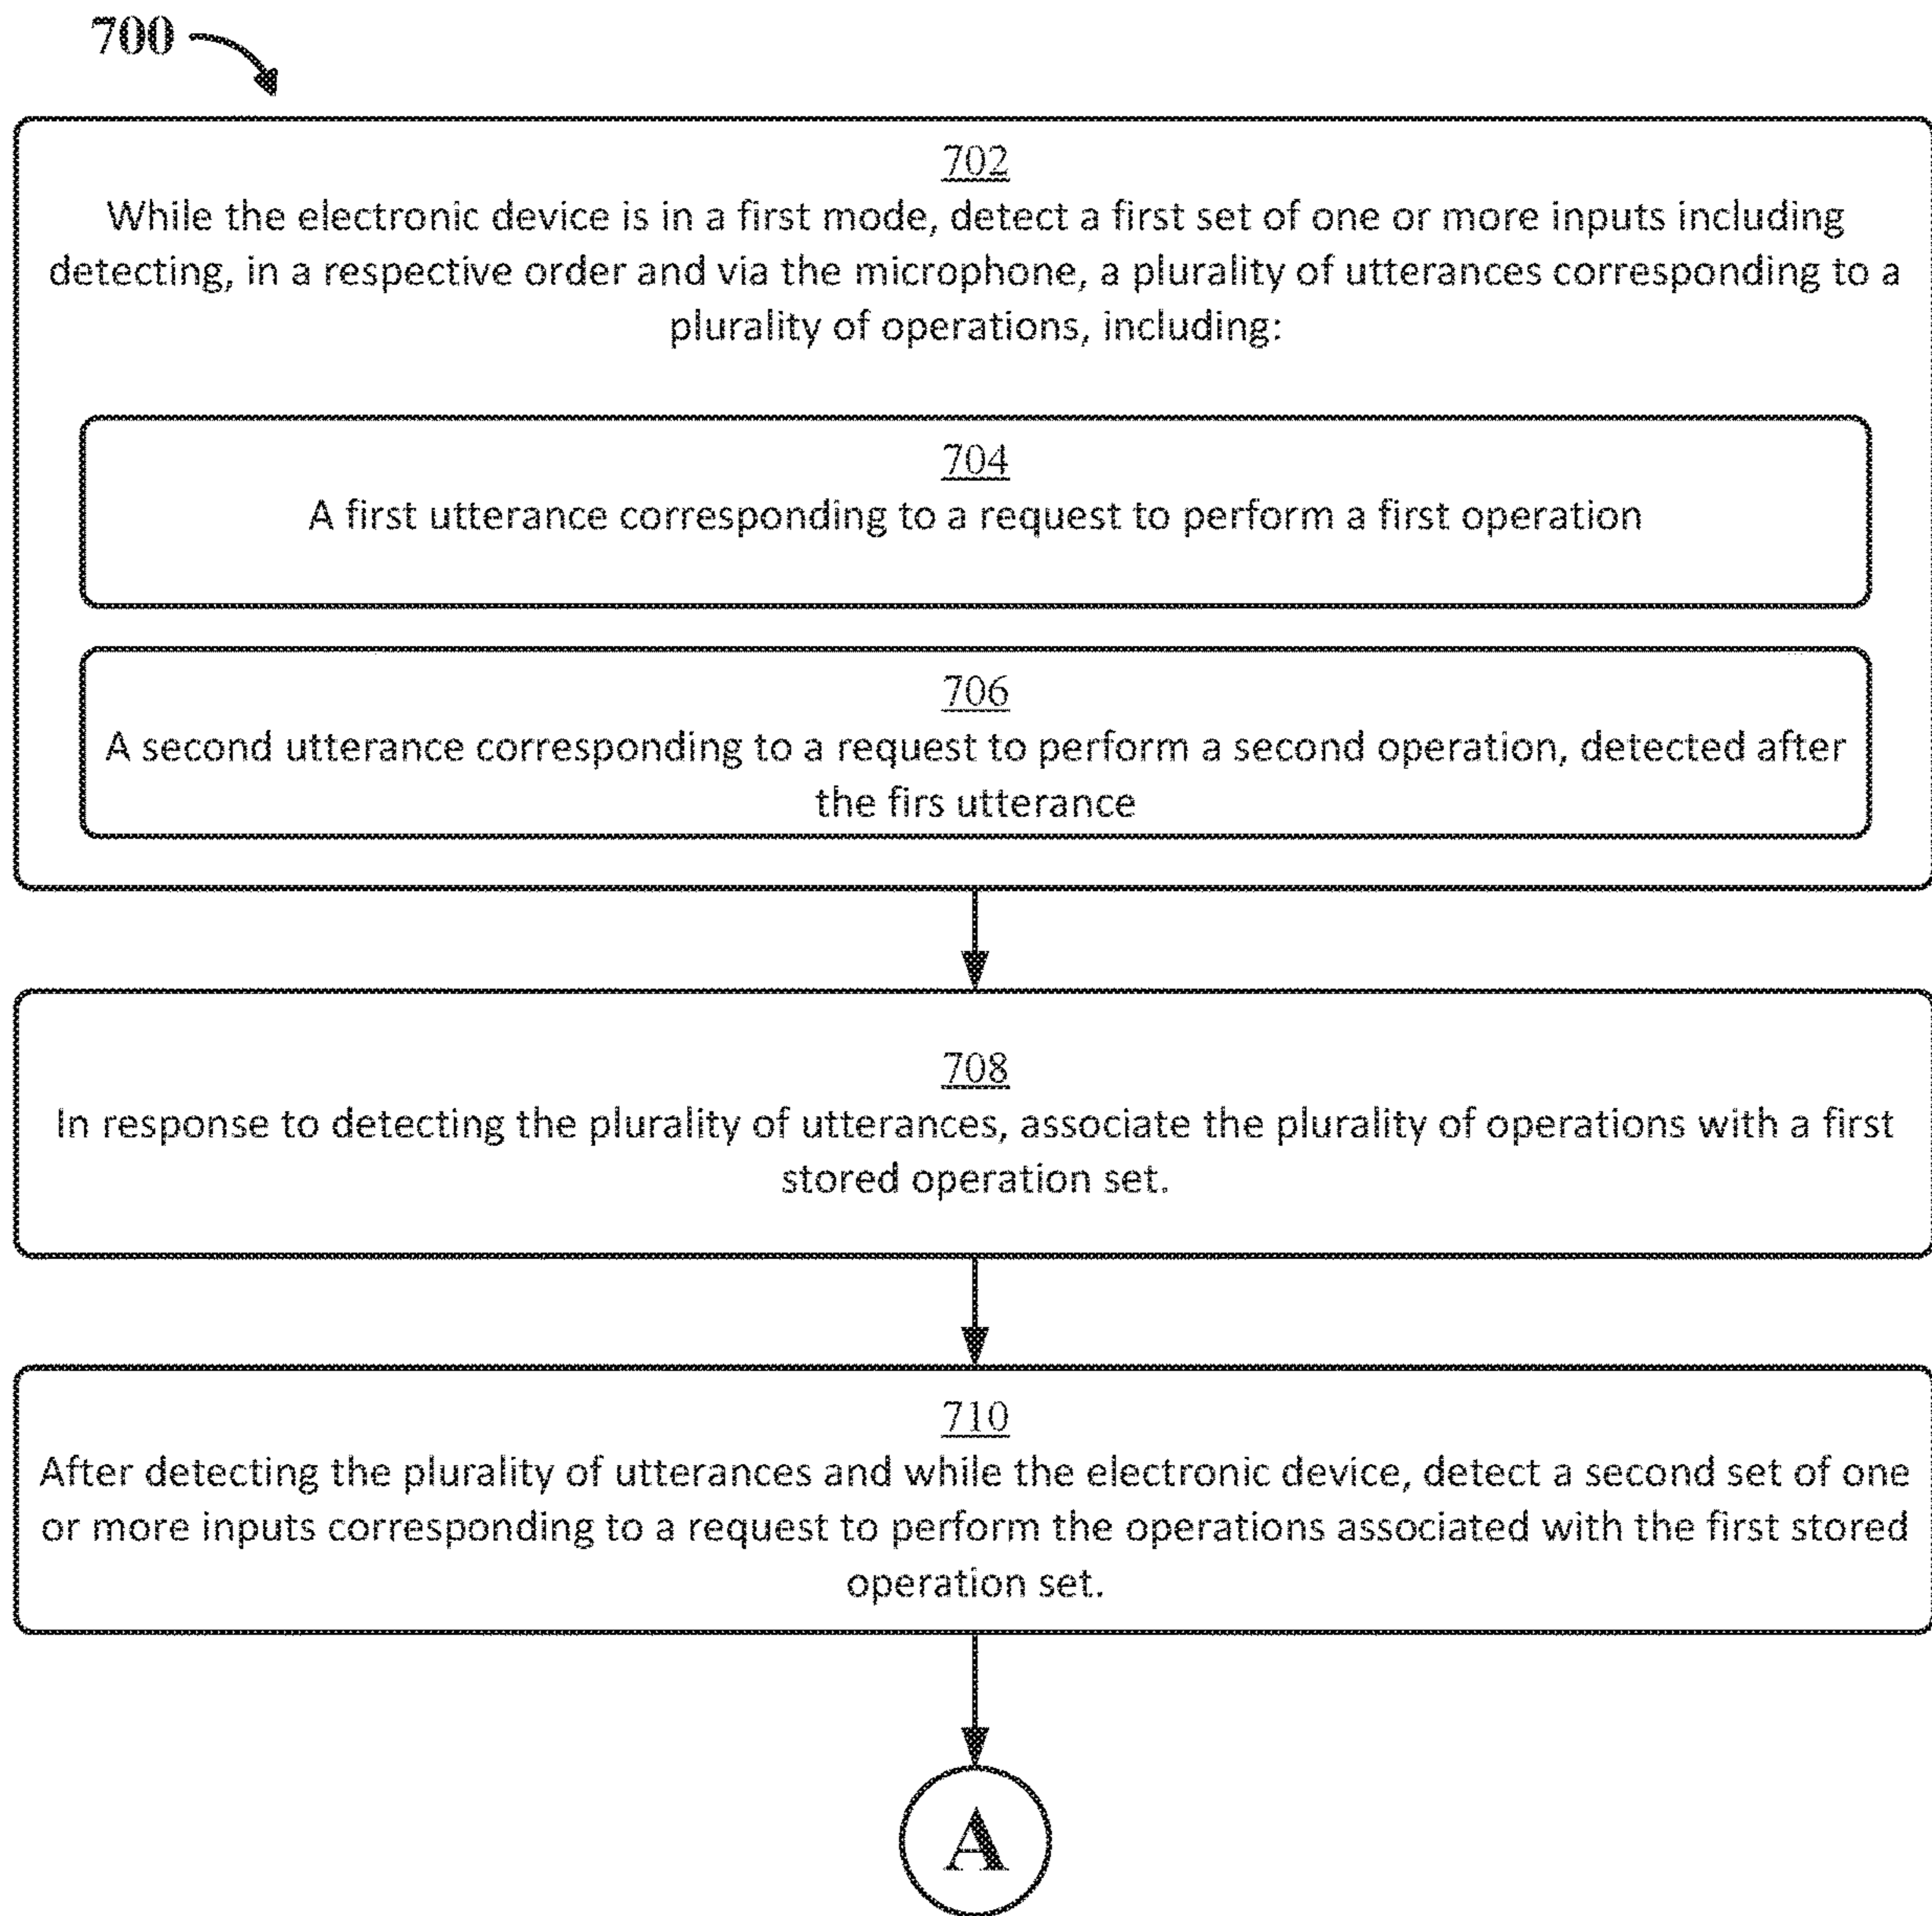 700
702
While the electronic device is in a first mode, detect a first set of one or more inputs including
detecting, in a respective order and via the microphone, a plurality of utterances corresponding to a
plurality of operations, including:
704
A first utterance corresponding to a request to perform a first operation
706
A second utterance corresponding to a request to perform a second operation, detected after
the firs utterance
708
In response to detecting the plurality of utterances, associate the plurality of operations with a first
stored operation set.
710
After detecting the plurality of utterances and while the electronic device, detect a second set of one
or more inputs corresponding to a request to perform the operations associated with the first stored
operation set.
A